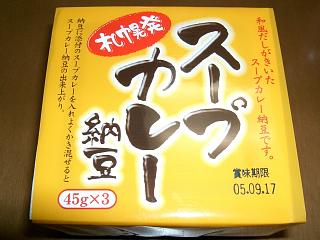 和風だしがきいた
スープカレー納豆です。
札幌発
スープ
カレー
納豆
納豆に添付のスープカレーを入れよくかき混ぜると
スープカレー納豆の出来上がり。
45g×3
賞味期限
05.09.17